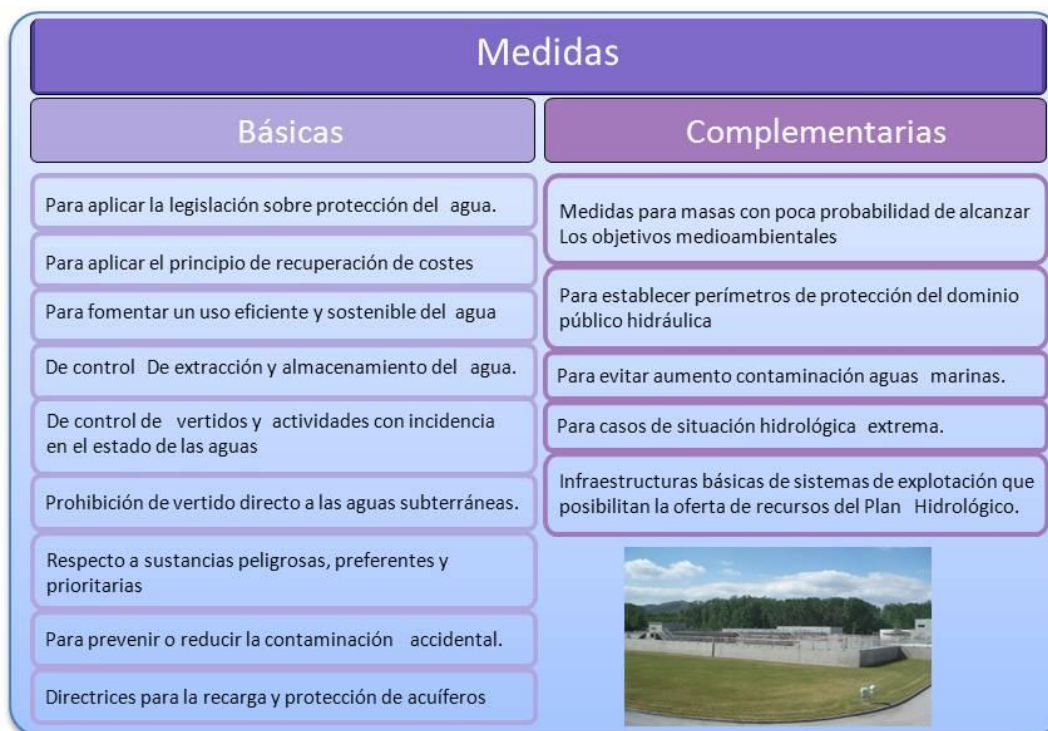 Medidas
Básicas
Para aplicar la legislación sobre protección del agua.
Para aplicar el principio de recuperación de costes
Para fomentar un uso eficiente y sostenible del agua
De control De extracción y almacenamiento del agua.
De control de vertidos y actividades con incidencia
en el estado de las aguas
Prohibición de vertido directo a las aguas subterráneas.
Respecto a sustancias peligrosas, preferentes y
prioritarias
Para prevenir o reducir la contaminación accidental.
Directrices para la recarga y protección de acuíferos
Complementarias
Medidas para masas con poca probabilidad de alcanzar
Los objetivos medioambientales
Para establecer perímetros de protección del dominio
público hidráulica
Para evitar aumento contaminación aguas marinas.
Para casos de situación hidrológica extrema.
Infraestructuras básicas de sistemas de explotación que
posibilitan la oferta de recursos del Plan Hidrológico.